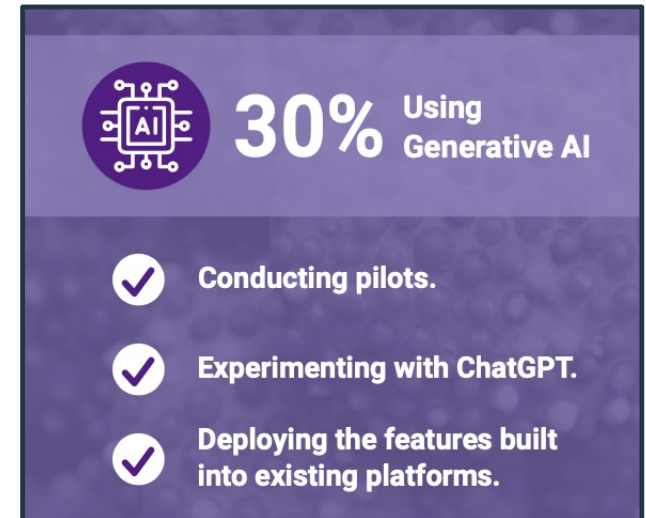 AI
30%
Using
Generative AI
Conducting pilots.
Experimenting with ChatGPT.
Deploying the features built
into existing platforms.